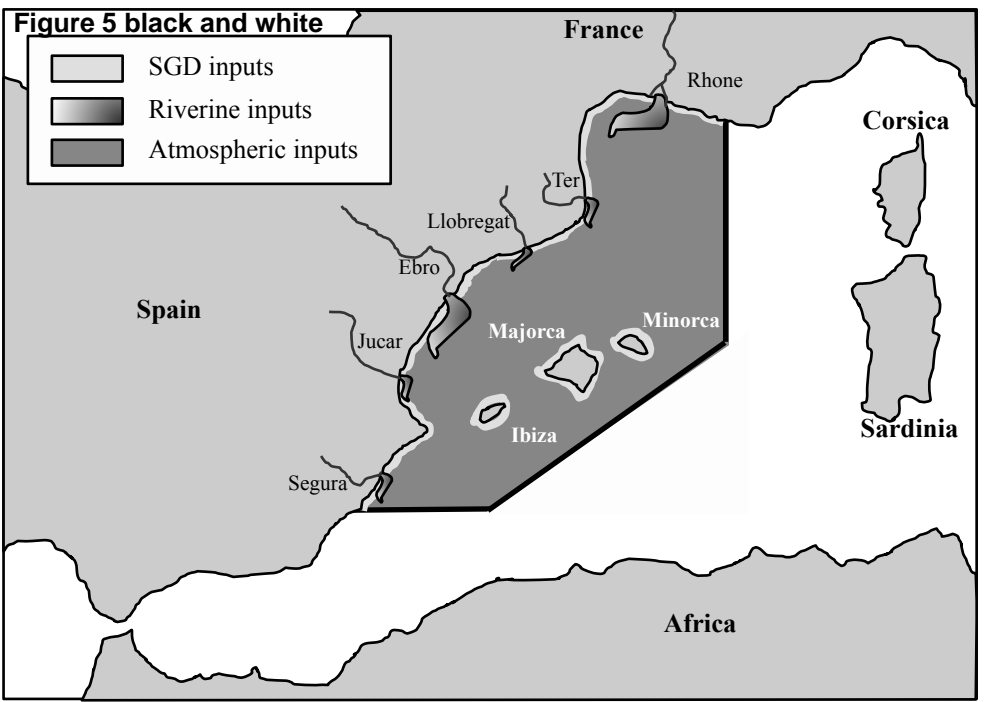 Figure 5 black and white
SGD inputs
Riverine inputs
Atmospheric inputs
France
Rhone
Corsica
Ter
Llobregat
Ebro
Spain
Minorca
Majorca
Jucar
Ibiza
Sardinia
Segura
Africa